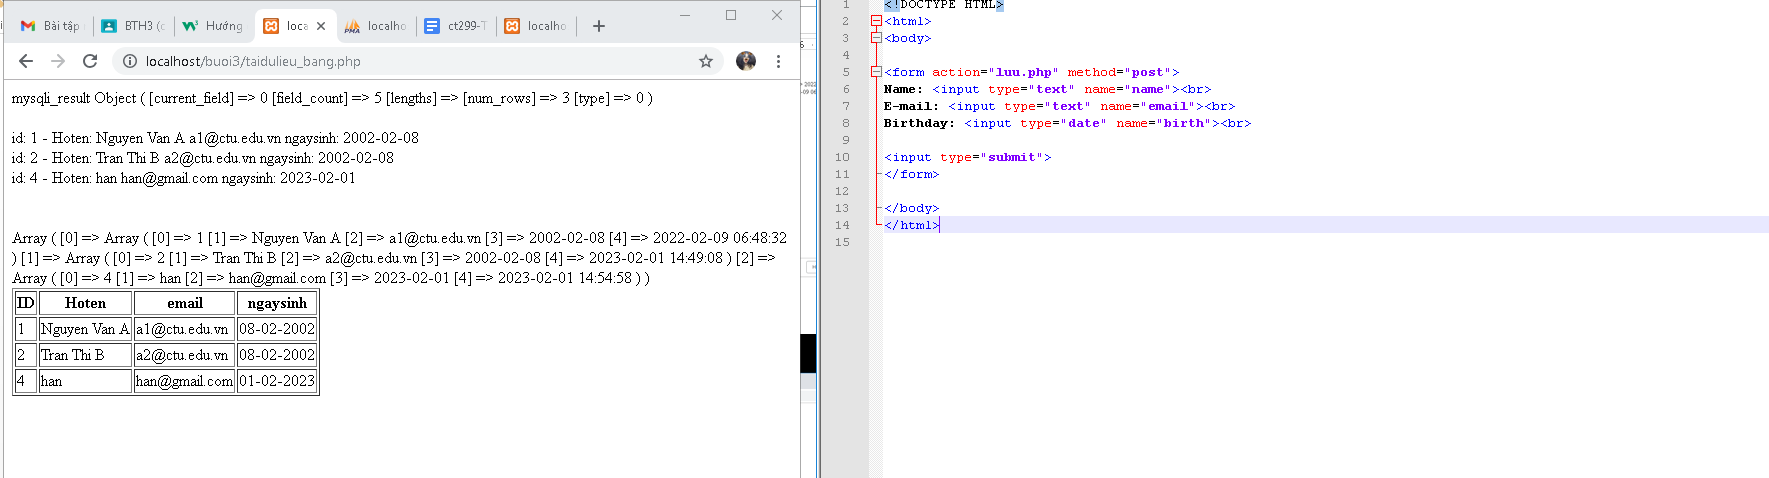 Bài tập
BTH3 (c
Hướng
loca
localho
ct299-T
localho
localhost/buoi3/taidulieu_bang.php
mysqli_result Object ( [current_field] => 0 [field_count] => 5 [lengths] => [num_rows] => 3 [type] => 0 )
id: 1 - Hoten: Nguyen Van A a1@ctu.edu.vn ngaysinh: 2002-02-08
id: 2 - Hoten: Tran Thi B a2@ctu.edu.vn ngaysinh: 2002-02-08
id: 4 - Hoten: han han@gmail.com ngaysinh: 2023-02-01
Array ( [0] => Array ( [0] => 1 [1] => Nguyen Van A [2] => a1@ctu.edu.vn [3] => 2002-02-08 [4] => 2022-02-09 06:48:32
) [1] => Array ( [0] => 2 [1] => Tran Thi B [2] => a2@ctu.edu.vn [3] => 2002-02-08 [4] => 2023-02-01 14:49:08 ) [2] =>
Array ( [0] => 4 [1] => han [2] => han@gmail.com [3] => 2023-02-01 [4] => 2023-02-01 14:54:58 ) )
ID Hoten email ngaysinh
1 Nguyen Van A a1@ctu.edu.vn 08-02-2002
2 Tran Thi B a2@ctu.edu.vn 08-02-2002
4 han han@gmail.com 01-02-2023
1 <!DOCTYPE HTML>
2 <html>
3 <body>
4
5 <form action="luu.php" method="post">
6 Name: <input type="text" name="name"><br>
7 E-mail: <input type="text" name="email"><br>
8 Birthday: <input type="date" name="birth"><br>
9
10 <input type="submit">
11 </form>
12
13 </body>
14 </html>
15